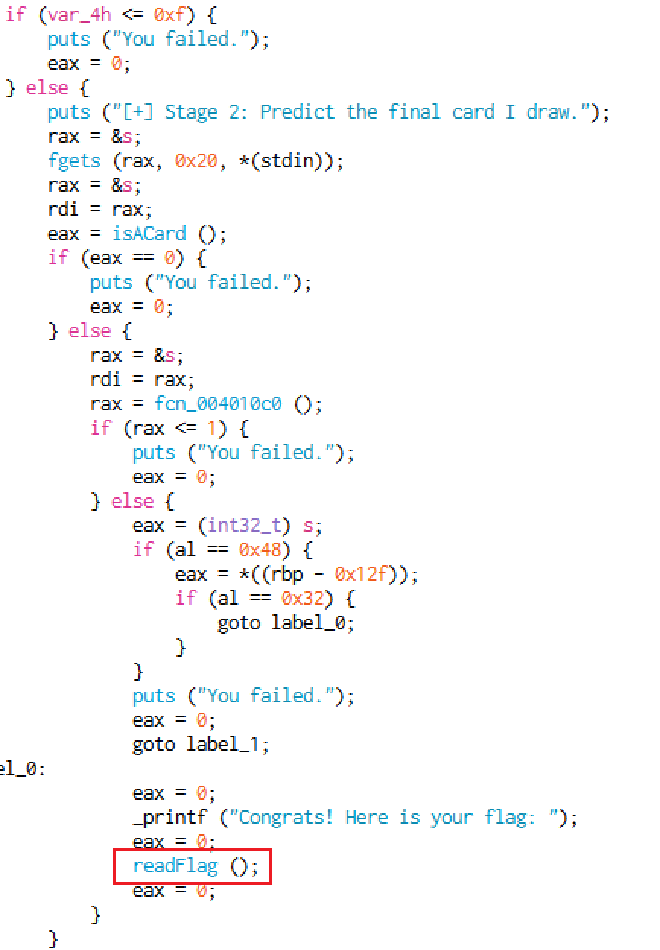 if (var_4h <= 0xf) {
puts ("You failed.");
eax = 0;
} else {
puts ("[+] Stage 2: Predict the final card I draw.");
rax = &s;
fgets (rax, 0x20, *(stdin));
rax = &s;
rdi = rax;
eax = isACard ();
if (eax == 0) {
puts ("You failed.");
eax = 0;
} else {
rax = &s;
rdi = rax;
rax = fcn_004010c0 ();
if (rax <= 1) {
puts ("You failed.");
eax = 0;
} else {
eax = (int32_t) s;
if (al == 0x48) {
eax = *((rbp - 0x12f));
if (al == 0x32) {
goto label_0;
}
}
puts ("You failed.");
eax = 0;
goto label_1;
el_0:
eax = 0;
_printf ("Congrats! Here is your flag: ");
eax = 0;
readFlag ();
eax = 0;
}
}